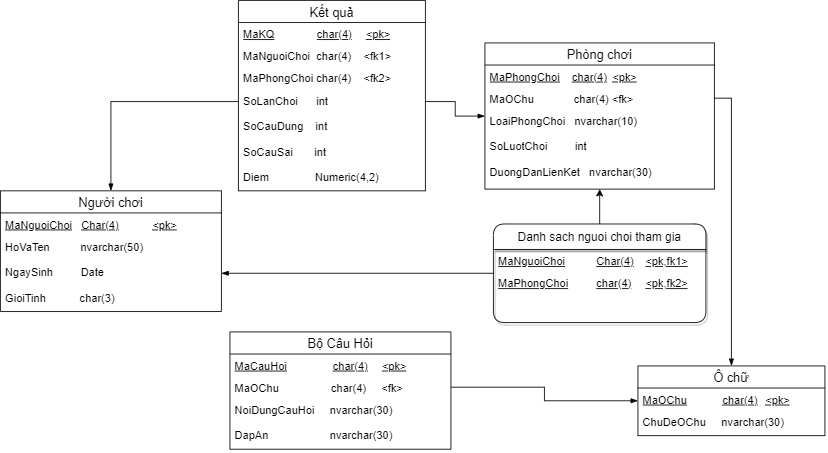 Kết quả
MaKQ char(4) <pk>
MaNguoiChoi char(4) <fk1>
MaPhongChoi char(4) <fk2>
SoLanChoi int
SoCauDung int
SoCauSai int
Diem Numeric(4,2)
Phòng chơi
MaPhongChoi char(4) <pk>
MaOChu char(4) <fk>
LoaiPhongChoi nvarchar(10)
SoLuotChoi int
DuongDanLienKet nvarchar(30)
Người chơi
MaNguoiChoi Char(4) <pk>
HoVaTen nvarchar(50)
NgaySinh Date
GioiTinh char(3)
Danh sach nguoi choi tham gia
MaNguoiChoi Char(4) <pk,fk1>
MaPhongChoi char(4) <pk,fk2>
Bộ Câu Hỏi
MaCauHoi char(4) <pk>
MaOChu char(4) <fk>
NoiDungCauHoi nvarchar(30)
DapAn nvarchar(30)
Ô chữ
MaOChu char(4) <pk>
ChuDeOChu nvarchar(30)